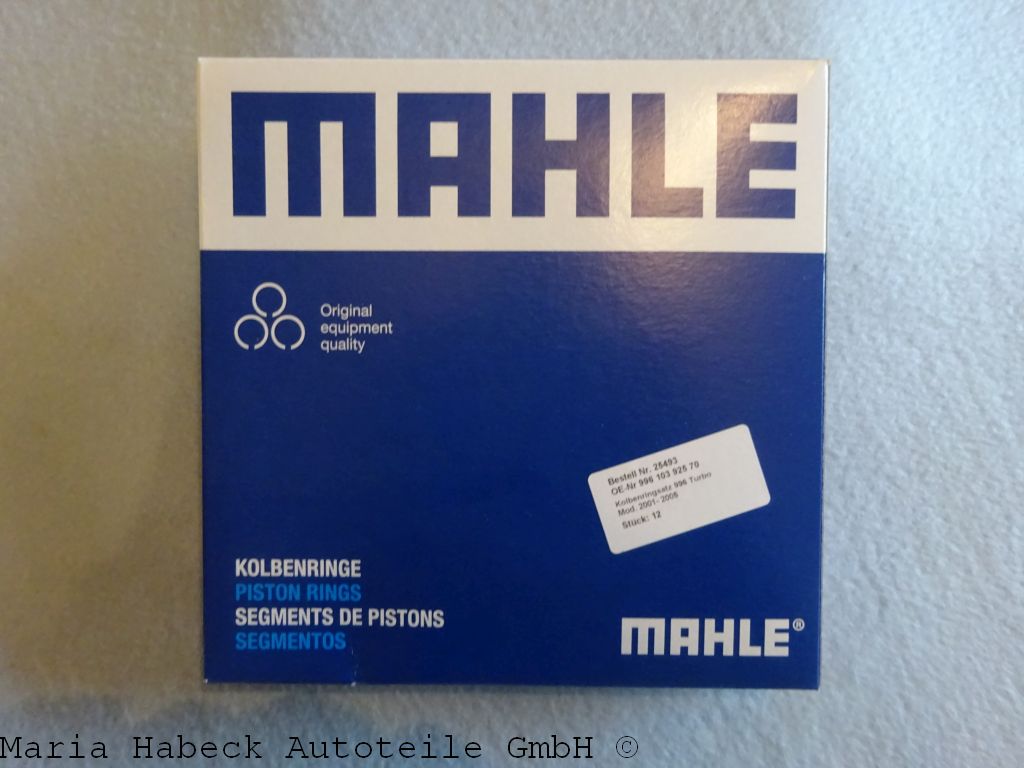 MAHLE
Original
equipment
quality
Bestell Nr. 25493
OE-Nr 996 103 925 70
Kolbenringsatz 996 Turbo
Mod. 2001- 2005
Stück: 12
KOLBENRINGE
PISTON RINGS
SEGMENTS DE PISTONS
SEGMENTOS
MAHLE®
Maria Habeck Autoteile GmbH ©